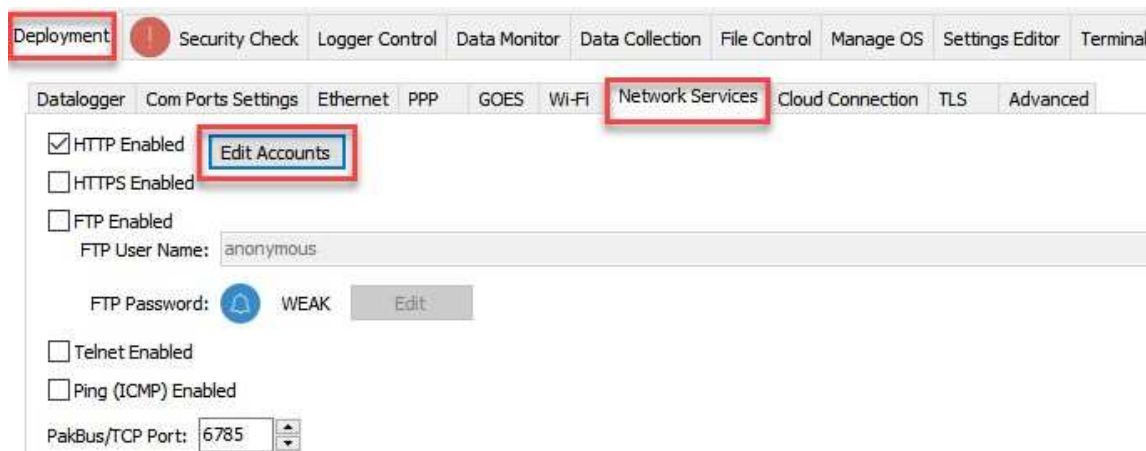 Deployment ! Security Check Logger Control Data Monitor Data Collection File Control Manage OS Settings Editor Terminal
Datalogger Com Ports Settings Ethernet PPP GOES Wi-Fi Network Services Cloud Connection TLS Advanced
HTTP Enabled Edit Accounts
HTTPS Enabled
FTP Enabled
FTP User Name: anonymous
FTP Password: WEAK Edit
Telnet Enabled
Ping (ICMP) Enabled
PakBus/TCP Port: 6785